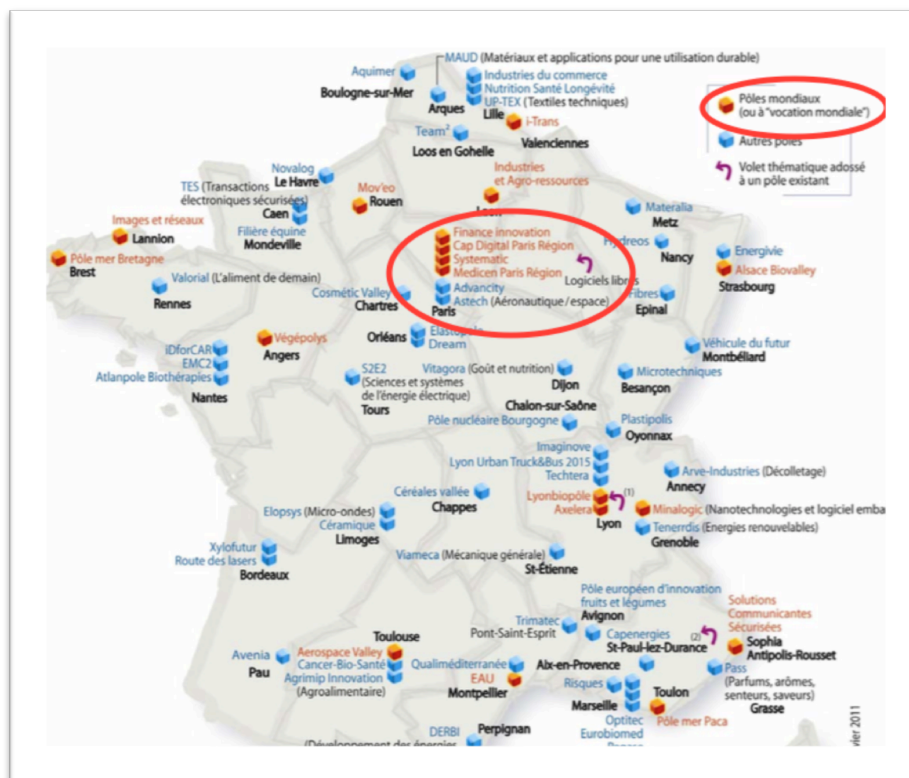 MAUD (Matériaux et applications pour une utilisation durable)
Aquimer
Boulogne-sur-Mer
Arques
Industries du commerce
Nutrition Santé Longévité
UP-TEX (Textiles techniques)
Lille
i-Trans
Valenciennes
Team²
Loos en Gohelle
Pôles mondiaux
(ou à "vocation mondiale")
Autres pôles
Volet thématique adossé
à un pôle existant
Novalog
Le Havre
TES (Transactions
électroniques sécurisées)
Caen
Filière équine
Mondeville
Mov'eo
Rouen
Industries
et Agro-ressources
Materalia
Metz
Images et réseaux
Lannion
Pôle mer Bretagne
Brest
Valorial (L'aliment de demain)
Rennes
Finance innovation
Cap Digital Paris Région
Systematic
Medicen Paris Région
Logiciels libres
Advancity
Astech (Aéronautique/espace)
Paris
Hydreos
Nancy
Energivie
Alsace Biovalley
Strasbourg
Fibres
Epinal
Cosmétic Valley
Chartres
Végépolys
Angers
Orléans
Elastopole
Dream
Véhicule du futur
Montbéliard
iDforCAR
EMC2
Atlanpole Biothérapies
Nantes
S2E2
(Sciences et systèmes
de l'énergie électrique)
Tours
Vitagora (Goût et nutrition)
Dijon
Microtechniques
Besançon
Chalon-sur-Saône
Pôle nucléaire Bourgogne
Plastipolis
Oyonnax
Imaginove
Lyon Urban Truck&Bus 2015
Techtera
Arve-Industries (Décolletage)
Annecy
Céréales vallée
Chappes
Lyonbiopôle
Axelera
(1)
Lyon
Minalogic (Nanotechnologies et logiciel emba
Tenerrdis (Energies renouvelables)
Grenoble
Elopsys (Micro-ondes)
Céramique
Limoges
Xylofutur
Route des lasers
Bordeaux
Viameca (Mécanique générale)
St-Étienne
Pôle européen d'innovation
fruits et légumes
Avignon
Trimatec
Pont-Saint-Esprit
Capenergies
(2)
St-Paul-lez-Durance
Solutions
Communicantes
Sécurisées
Sophia
Antipolis-Rousset
Toulouse
Aerospace Valley
Cancer-Bio-Santé
Agrimip Innovation
(Agroalimentaire)
Avenia
Pau
Qualiméditerranée
EAU
Montpellier
Aix-en-Provence
Risques
Marseille
Optitec
Eurobiomed
Toulon
Pôle mer Paca
Pass
(Parfums, arômes,
senteurs, saveurs)
Grasse
DERBI
Perpignan
(Développement des énergies
vier 2011